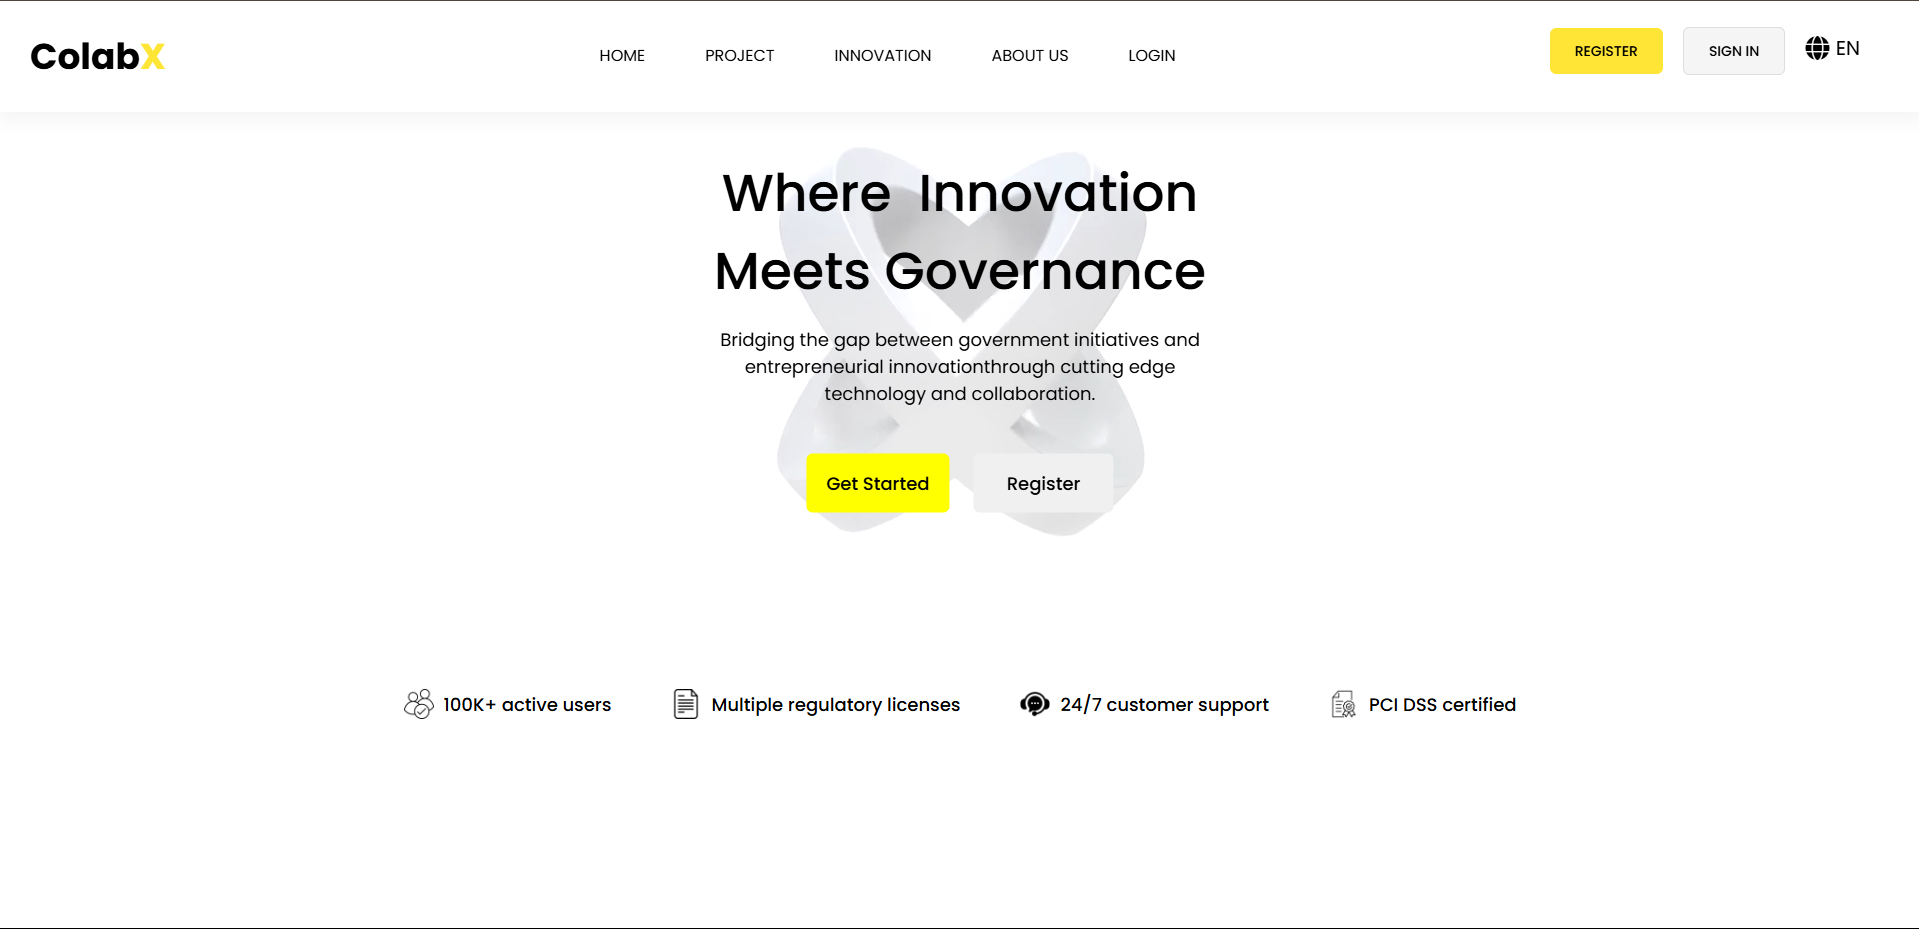 ColabX
HOME
PROJECT
INNOVATION
ABOUT US
LOGIN
REGISTER
SIGN IN
EN
Where Innovation
Meets Governance
Bridging the gap between government initiatives and
entrepreneurial innovationthrough cutting edge
technology and collaboration.
Get Started
Register
100K+ active users
Multiple regulatory licenses
24/7 customer support
PCI DSS certified